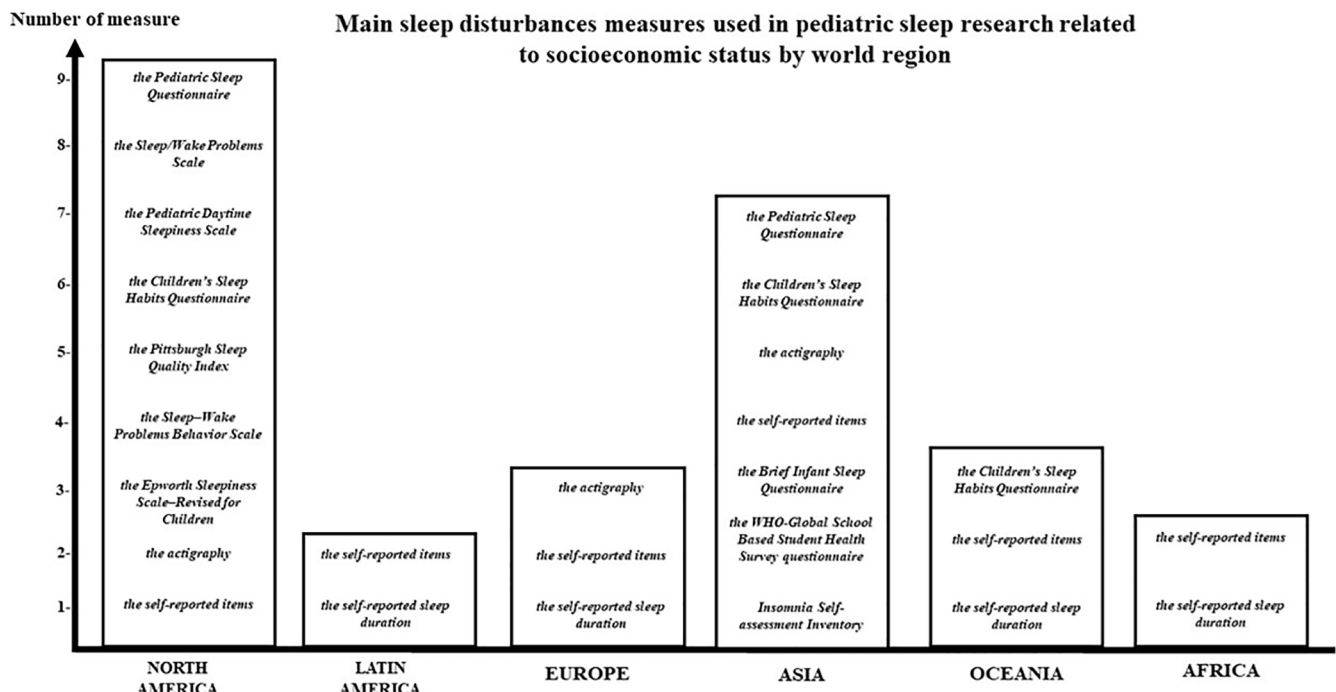 Number of measure
Main sleep disturbances measures used in pediatric sleep research related
to socioeconomic status by world region
9-
8-
7-
6-
5-
4-
3-
2-
1-
the Pediatric Sleep
Questionnaire
the Sleep/Wake Problems
Scale
the Pediatric Daytime
Sleepiness Scale
the Children's Sleep
Habits Questionnaire
the Pittsburgh Sleep
Quality Index
the Sleep–Wake
Problems Behavior Scale
the Epworth Sleepiness
Scale–Revised for
Children
the actigraphy
the self-reported items
the self-reported items
the self-reported sleep
duration
the actigraphy
the self-reported items
the self-reported sleep
duration
the Pediatric Sleep
Questionnaire
the Children's Sleep
Habits Questionnaire
the actigraphy
the self-reported items
the Brief Infant Sleep
Questionnaire
the WHO-Global School
Based Student Health
Survey questionnaire
Insomnia Self-
assessment Inventory
the Children's Sleep
Habits Questionnaire
the self-reported items
the self-reported sleep
duration
the self-reported items
the self-reported sleep
duration
NORTH
AMERICA
LATIN
AMERICA
EUROPE
ASIA
OCEANIA
AFRICA